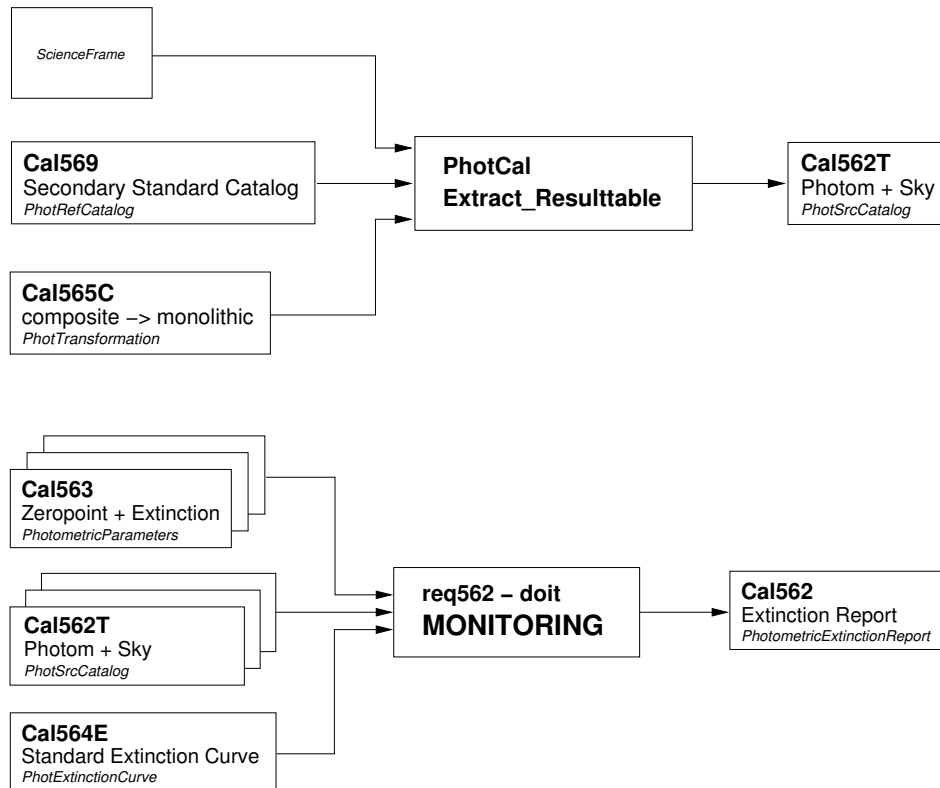 ScienceFrame
Cal569
Secondary Standard Catalog
PhotRefCatalog
Cal565C
composite −> monolithic
PhotTransformation
PhotCal
Extract_Resulttable
Cal562T
Photom + Sky
PhotSrcCatalog
Cal563
Zeropoint + Extinction
PhotometricParameters
Cal562T
Photom + Sky
PhotSrcCatalog
Cal564E
Standard Extinction Curve
PhotExtinctionCurve
req562 − doit
MONITORING
Cal562
Extinction Report
PhotometricExtinctionReport